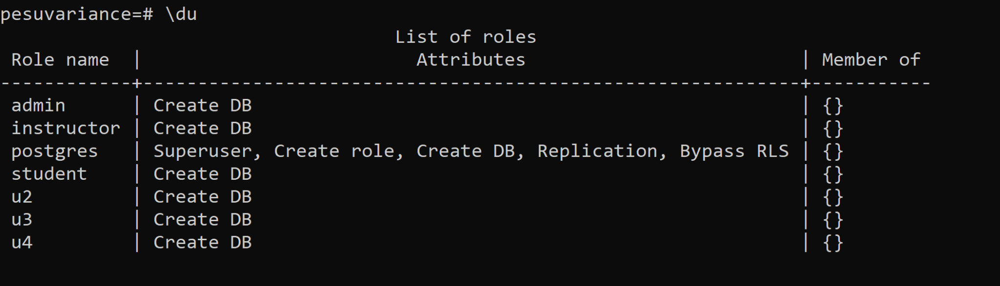 pesuvariance=# \du
                                    List of roles
 Role name  |                         Attributes                         | Member of
------------+------------------------------------------------------------+-----------
 admin      | Create DB                                                  | {}
 instructor | Create DB                                                  | {}
 postgres   | Superuser, Create role, Create DB, Replication, Bypass RLS | {}
 student    | Create DB                                                  | {}
 u2         | Create DB                                                  | {}
 u3         | Create DB                                                  | {}
 u4         | Create DB                                                  | {}